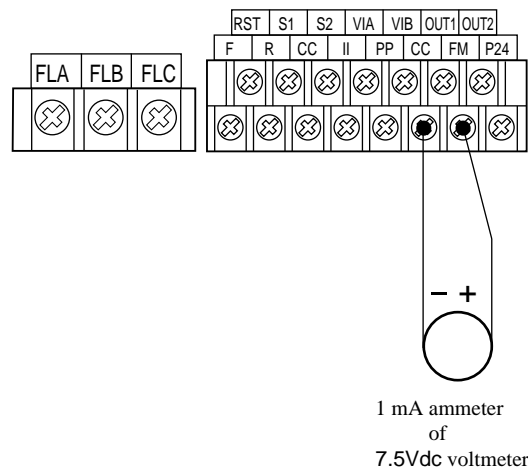 RST S1 S2 VIA VIB OUT1 OUT2
F R CC II PP CC FM P24
FLA FLB FLC
− +
1 mA ammeter
of
7.5Vdc voltmeter